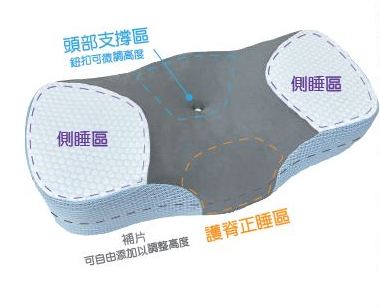 頭部支撐區
鈕扣可微調高度
側睡區
側睡區
護脊正睡區
補片
可自由添加以調整高度